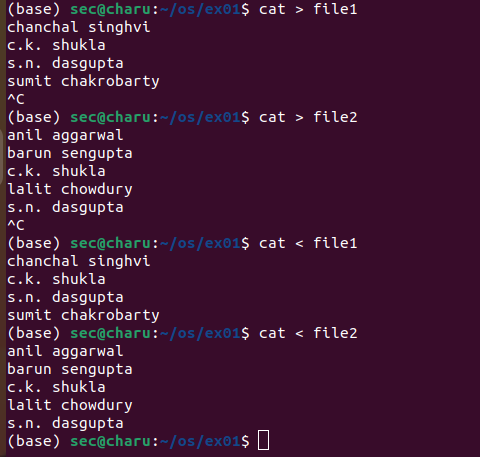 (base) sec@charu:~/os/ex01$ cat > file1
chanchal singhvi
c.k. shukla
s.n. dasgupta
sumit chakrobarty
^C
(base) sec@charu:~/os/ex01$ cat > file2
anil aggarwal
barun sengupta
c.k. shukla
lalit chowdury
s.n. dasgupta
^C
(base) sec@charu:~/os/ex01$ cat < file1
chanchal singhvi
c.k. shukla
s.n. dasgupta
sumit chakrobarty
(base) sec@charu:~/os/ex01$ cat < file2
anil aggarwal
barun sengupta
c.k. shukla
lalit chowdury
s.n. dasgupta
(base) sec@charu:~/os/ex01$